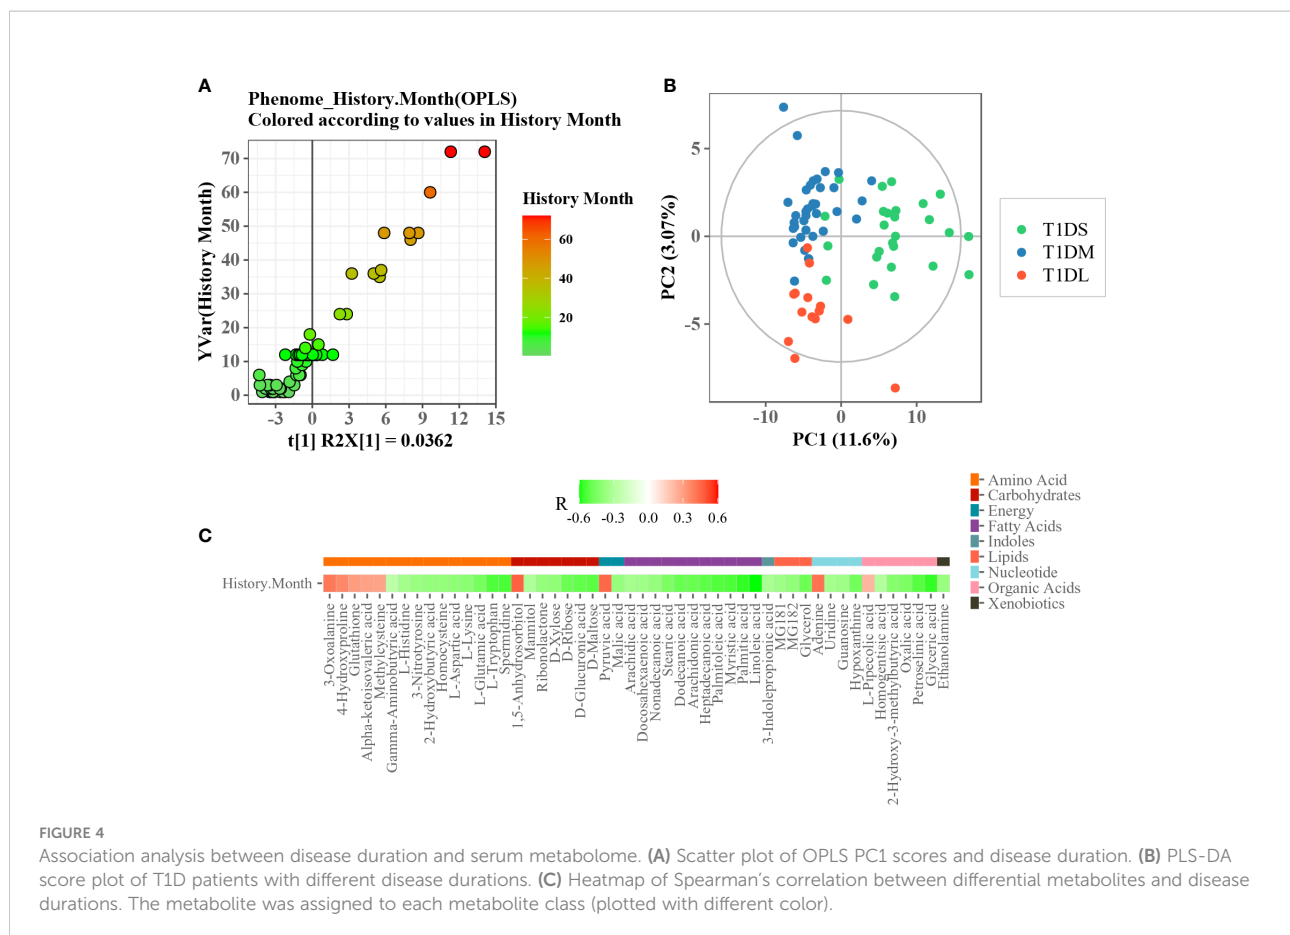 A
Phenome_History.Month(OPLS)
Colored according to values in History Month
YVar(History Month)
70
60
50
40
30
20
10
0
-3
0
3
6
9
12
15
t[1] R2X[1] = 0.0362
History Month
60
40
20
B
PC2 (3.07%)
5
0
-5
-10
0
10
PC1 (11.6%)
T1DS
T1DM
T1DL
R
-0.6
-0.3
0.0
0.3
0.6
Amino Acid
Carbohydrates
Energy
Fatty Acids
Indoles
Lipids
Nucleotide
Organic Acids
Xenobiotics
C
History.Month
3-Oxoalanine
4-Hydroxyproline
Glutathione
Alpha-ketoisovaleric acid
Methylcysteine
Gamma-Aminobutyric acid
L-Histidine
3-Nitrotyrosine
2-Hydroxybutyric acid
Homocysteine
L-Aspartic acid
L-Lysine
L-Glutamic acid
L-Tryptophan
Spermidine
1,5-Anhydrosorbitol
Mannitol
Ribonolactone
D-Xylose
D-Ribose
D-Glucuronic acid
D-Maltose
Pyruvic acid
Malic acid
Arachidic acid
Docosahexaenoic acid
Nonadecanoic acid
Stearic acid
Dodecanoic acid
Arachidonic acid
Heptadecanoic acid
Palmitoleic acid
Myristic acid
Palmitic acid
Linoleic acid
3-Indolepropionic acid
MG181
MG182
Glycerol
Adenine
Uridine
Guanosine
Hypoxanthine
L-Pipecolic acid
Homogentisic acid
2-Hydroxy-3-methylbutyric acid
Oxalic acid
Petroselinic acid
Glyceric acid
Ethanolamine
FIGURE 4
Association analysis between disease duration and serum metabolome. (A) Scatter plot of OPLS PC1 scores and disease duration. (B) PLS-DA
score plot of T1D patients with different disease durations. (C) Heatmap of Spearman’s correlation between differential metabolites and disease
durations. The metabolite was assigned to each metabolite class (plotted with different color).